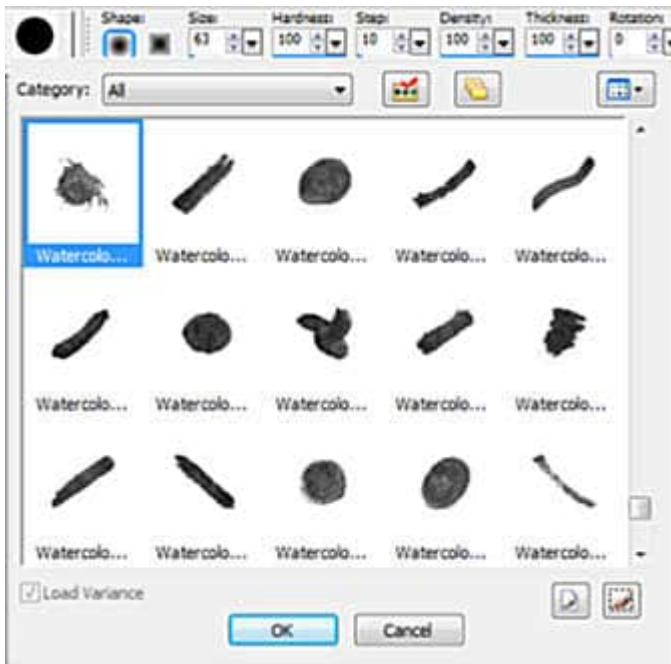 Shape: Size: Hardness: Step: Density: Thickness: Rotation:
63 100 10 100 100 0
Category: All
Watercolo... Watercolo... Watercolo... Watercolo... Watercolo...
Watercolo... Watercolo... Watercolo... Watercolo... Watercolo...
Watercolo... Watercolo... Watercolo... Watercolo... Watercolo...
Load Variance
OK Cancel